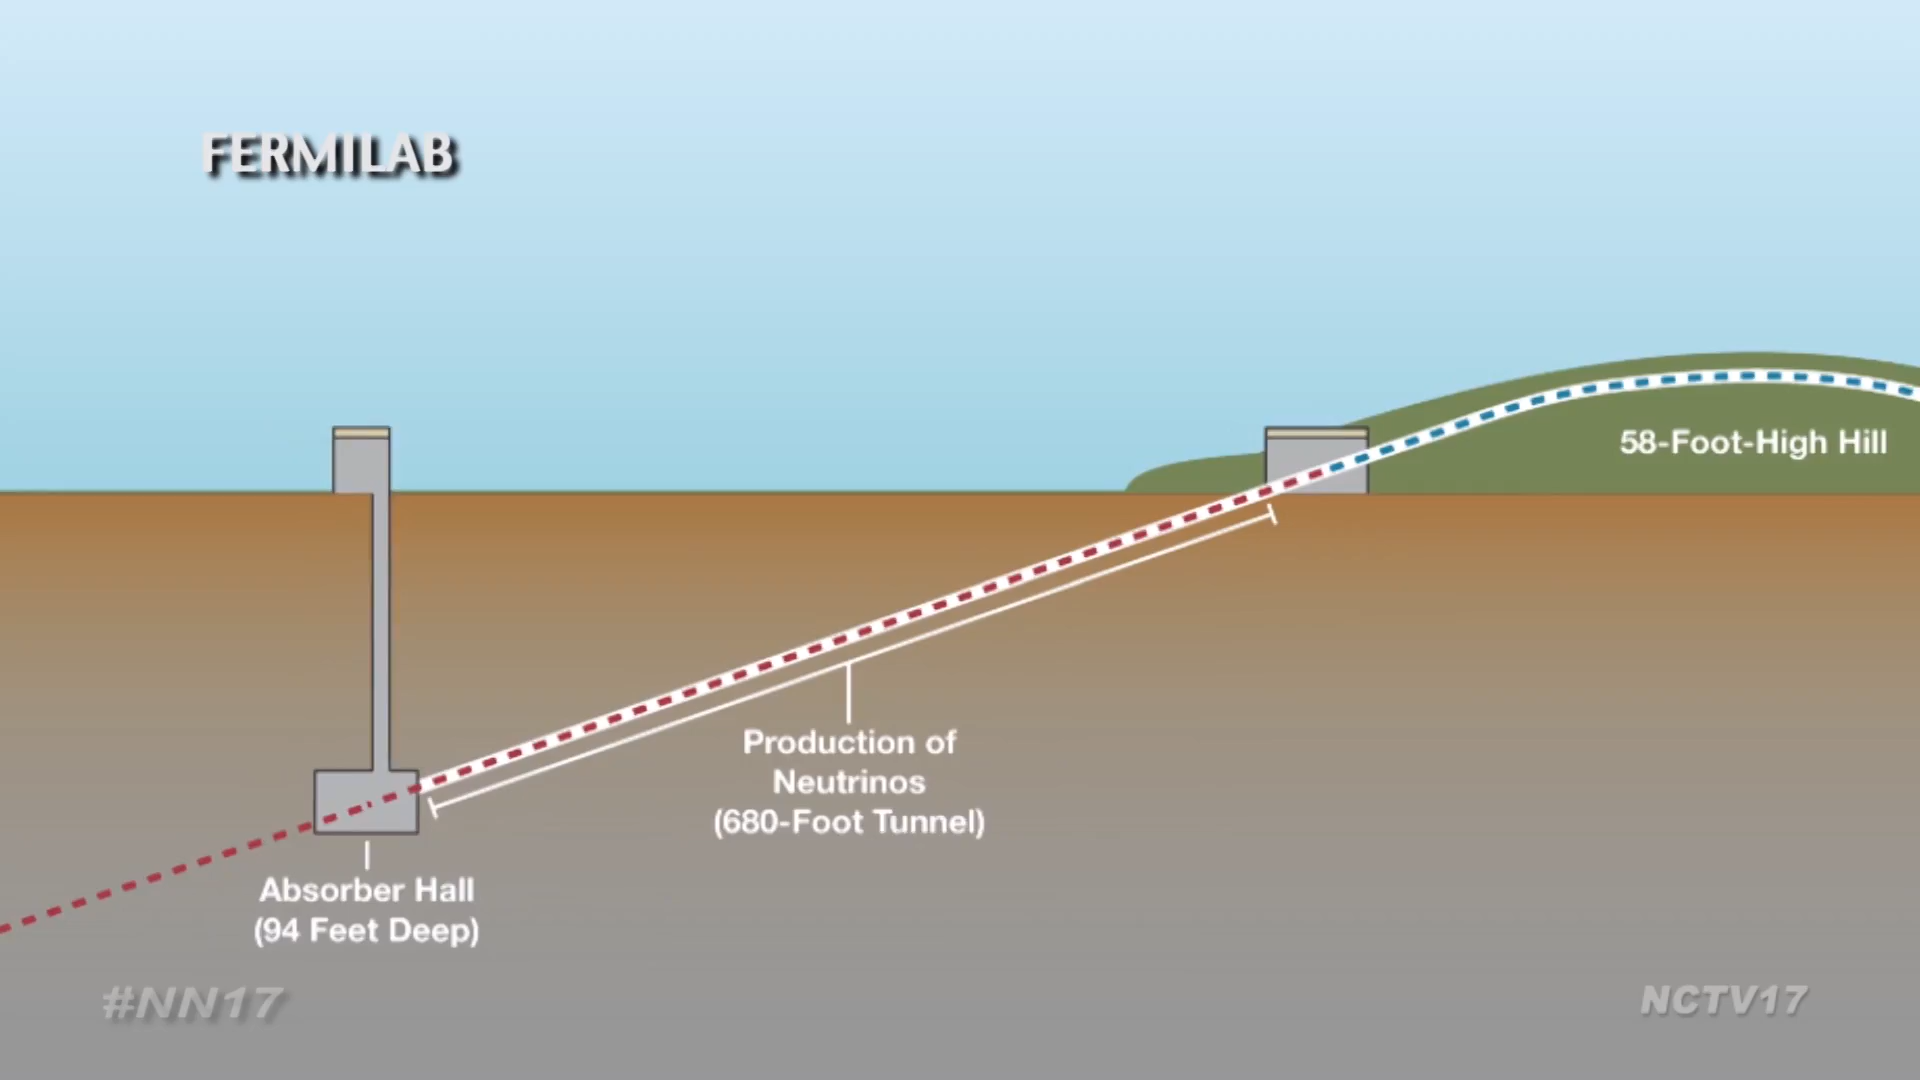 FERMILAB
58-Foot-High Hill
Production of
Neutrinos
(680-Foot Tunnel)
Absorber Hall
(94 Feet Deep)
#NN17
NCTV17